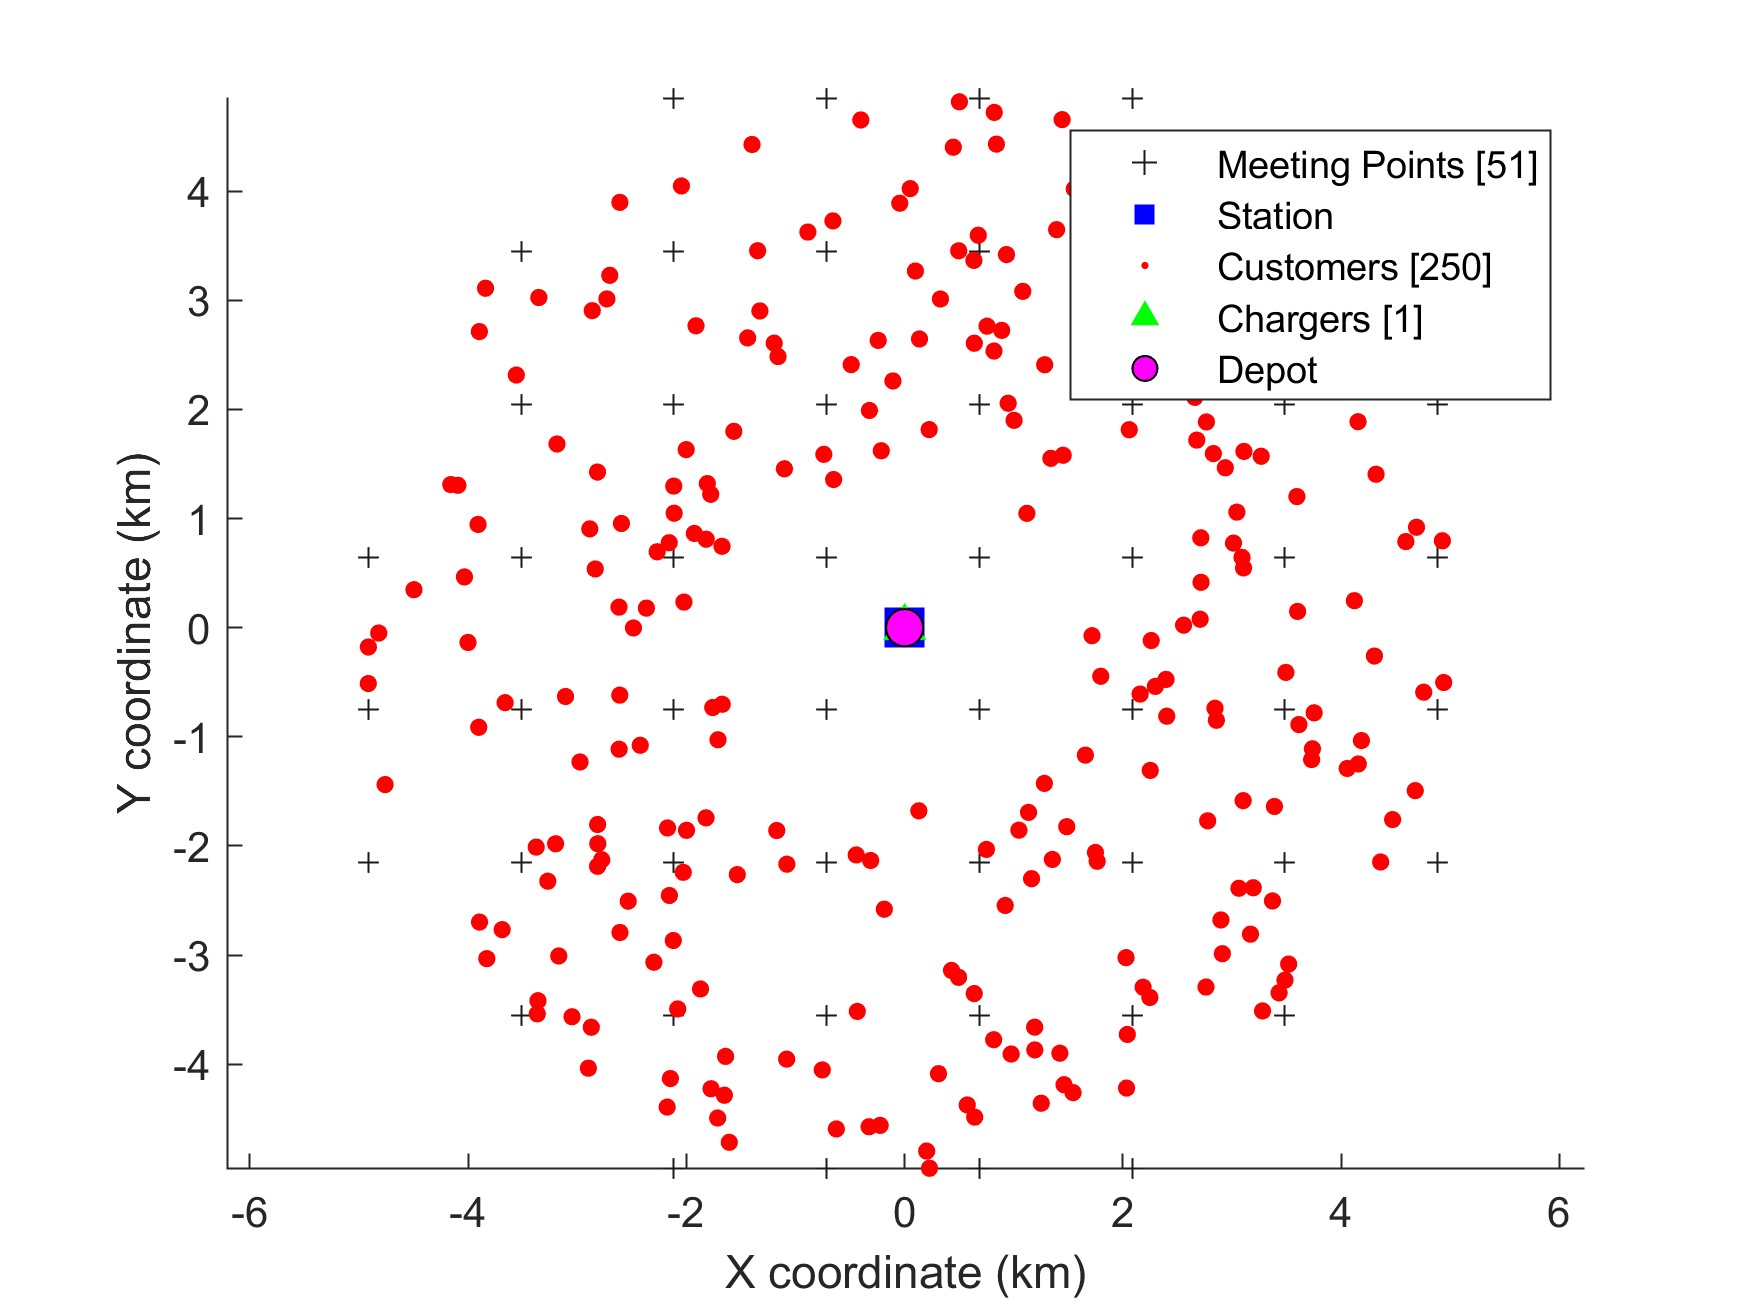 Meeting Points [51]
Station
Customers [250]
Chargers [1]
Depot
Y coordinate (km)
4
3
2
1
0
-1
-2
-3
-4
-6
-4
-2
0
2
4
6
X coordinate (km)